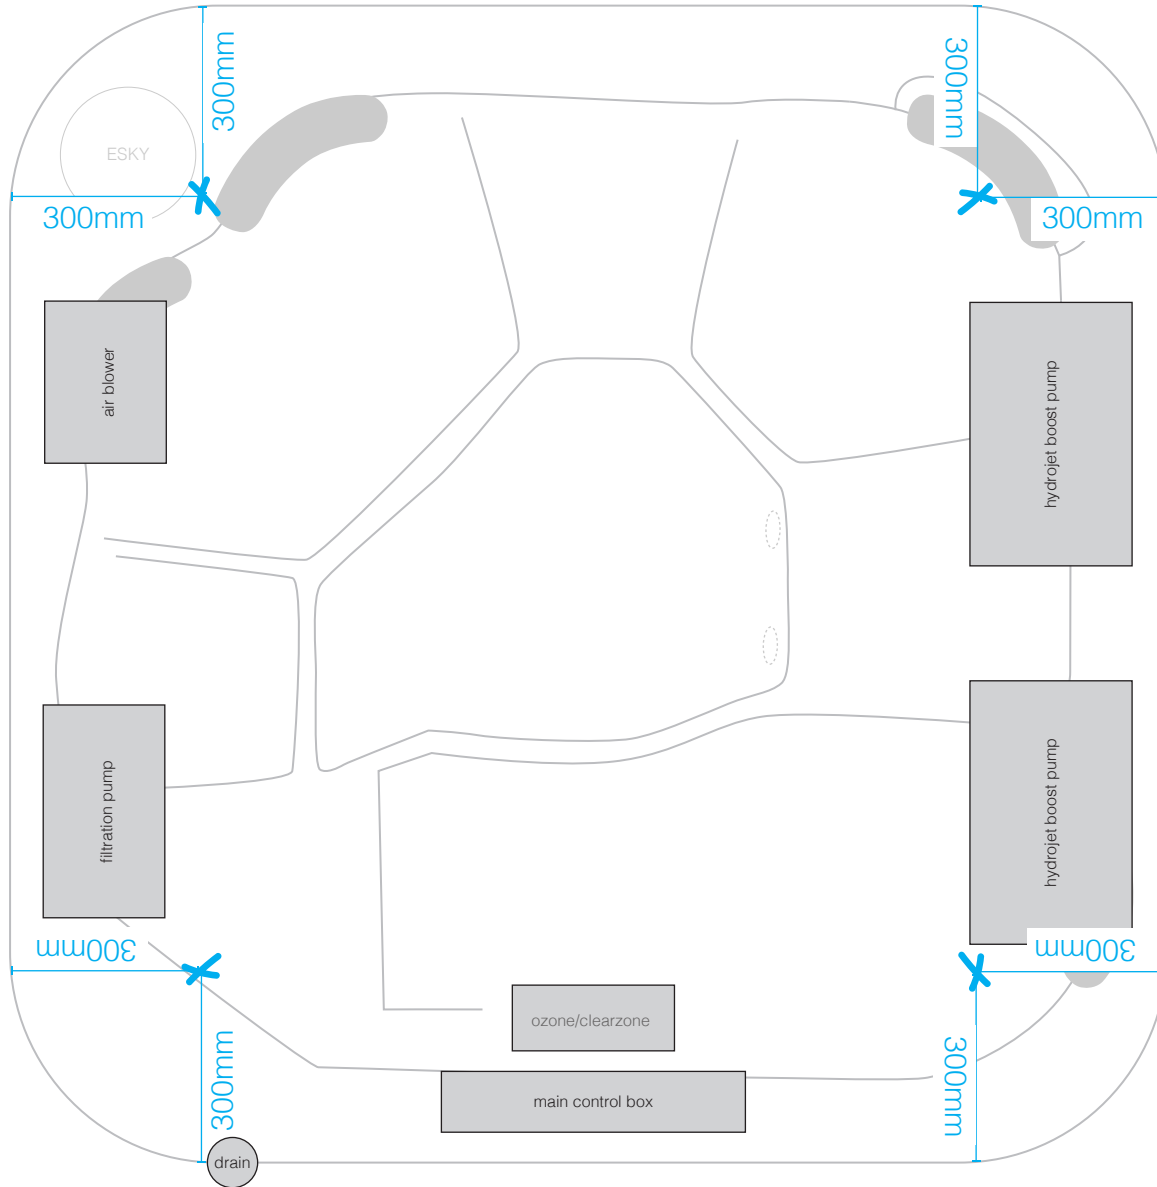 300mm
300mm
ESKY
300mm
300mm
air blower
hydrojet boost pump
filtration pump
hydrojet boost pump
300mm
300mm
ozone/clearzone
300mm
300mm
main control box
drain